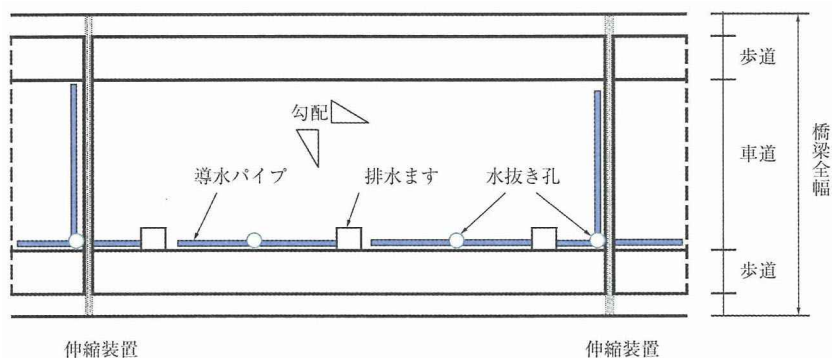 歩道
勾配
車道
橋梁全幅
導水パイプ
排水ます
水抜き孔
歩道
伸縮装置
伸縮装置